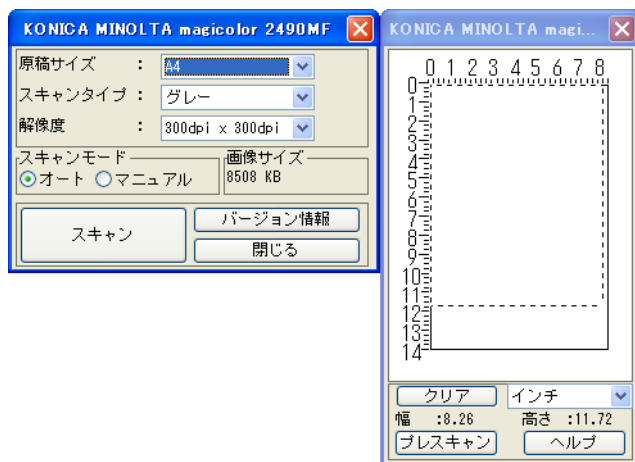 KONICA MINOLTA magicolor 2490MF
原稿サイズ : A4
スキャンタイプ : グレー
解像度 : 300dpi x 300dpi
スキャンモード
オート マニュアル
画像サイズ
8508 KB
スキャン
バージョン情報
閉じる
KONICA MINOLTA magi...
0 1 2 3 4 5 6 7 8
0
1
2
3
4
5
6
7
8
9
10
11
12
13
14
クリア
インチ
幅 :8.26 高さ :11.72
プレスキャン
ヘルプ